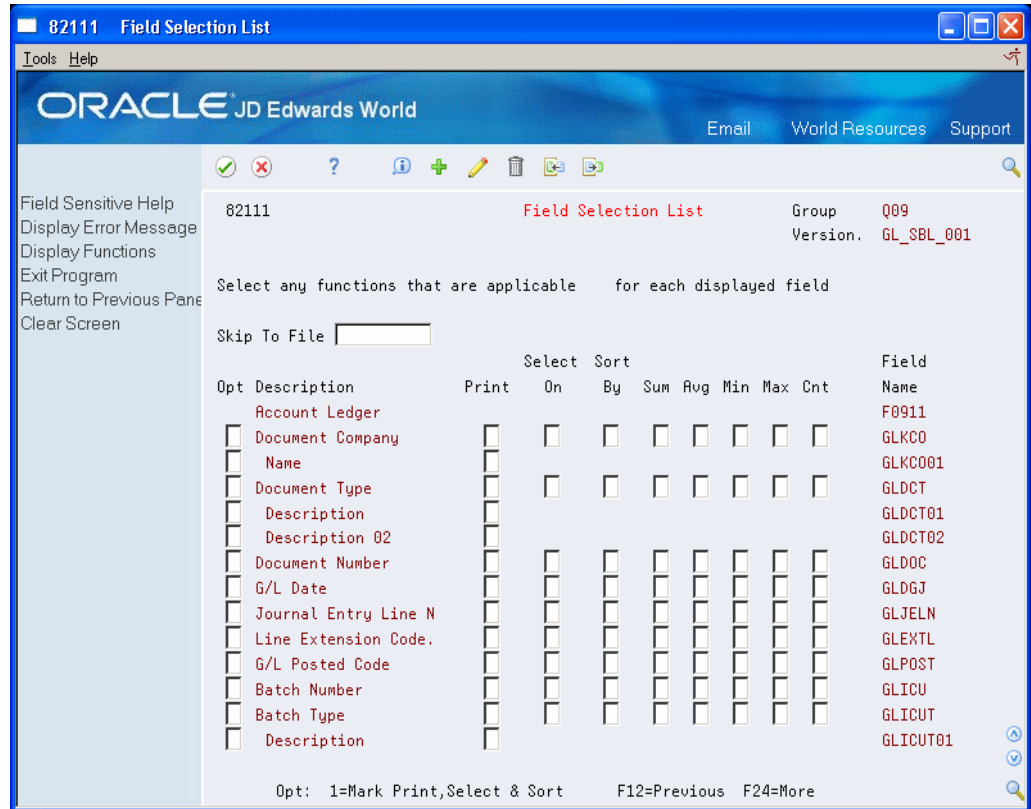 82111 Field Selection List
Tools Help
ORACLE JD Edwards World
Email World Resources Support
?
Field Sensitive Help
Display Error Message
Display Functions
Exit Program
Return to Previous Pane
Clear Screen
82111 Field Selection List Group Q09
Version. GL_SBL_001
Select any functions that are applicable for each displayed field
Skip To File
Select Sort Field
Opt Description Print On By Sum Avg Min Max Cnt Name
Account Ledger F0911
Document Company GLKCO
Name GLKCO01
Document Type GLDCT
Description GLDCT01
Description 02 GLDCT02
Document Number GLDOC
G/L Date GLDGJ
Journal Entry Line N GLJELN
Line Extension Code. GLEXTL
G/L Posted Code GLPOST
Batch Number GLICU
Batch Type GLICUT
Description GLICUT01
Opt: 1=Mark Print,Select & Sort F12=Previous F24=More